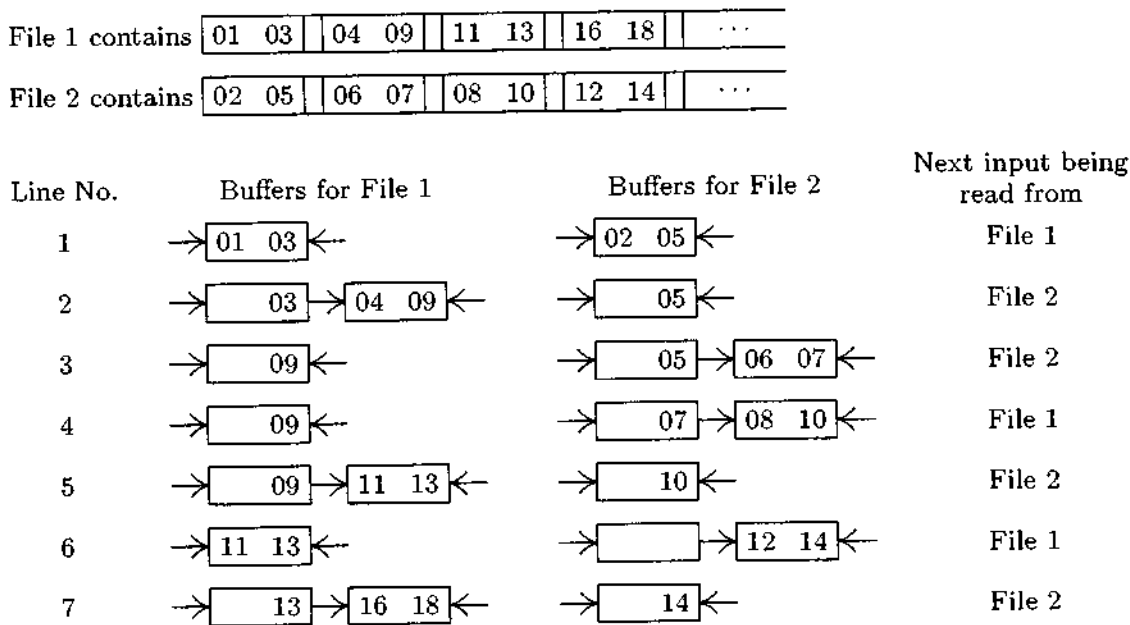 File 1 contains 01 03 04 09 11 13 16 18 ···
File 2 contains 02 05 06 07 08 10 12 14 ···
Next input being
Line No. Buffers for File 1 Buffers for File 2 read from
1 01 03 02 05 File 1
2 03 04 09 05 File 2
3 09 05 06 07 File 2
4 09 07 08 10 File 1
5 09 11 13 10 File 2
6 11 13 12 14 File 1
7 13 16 18 14 File 2